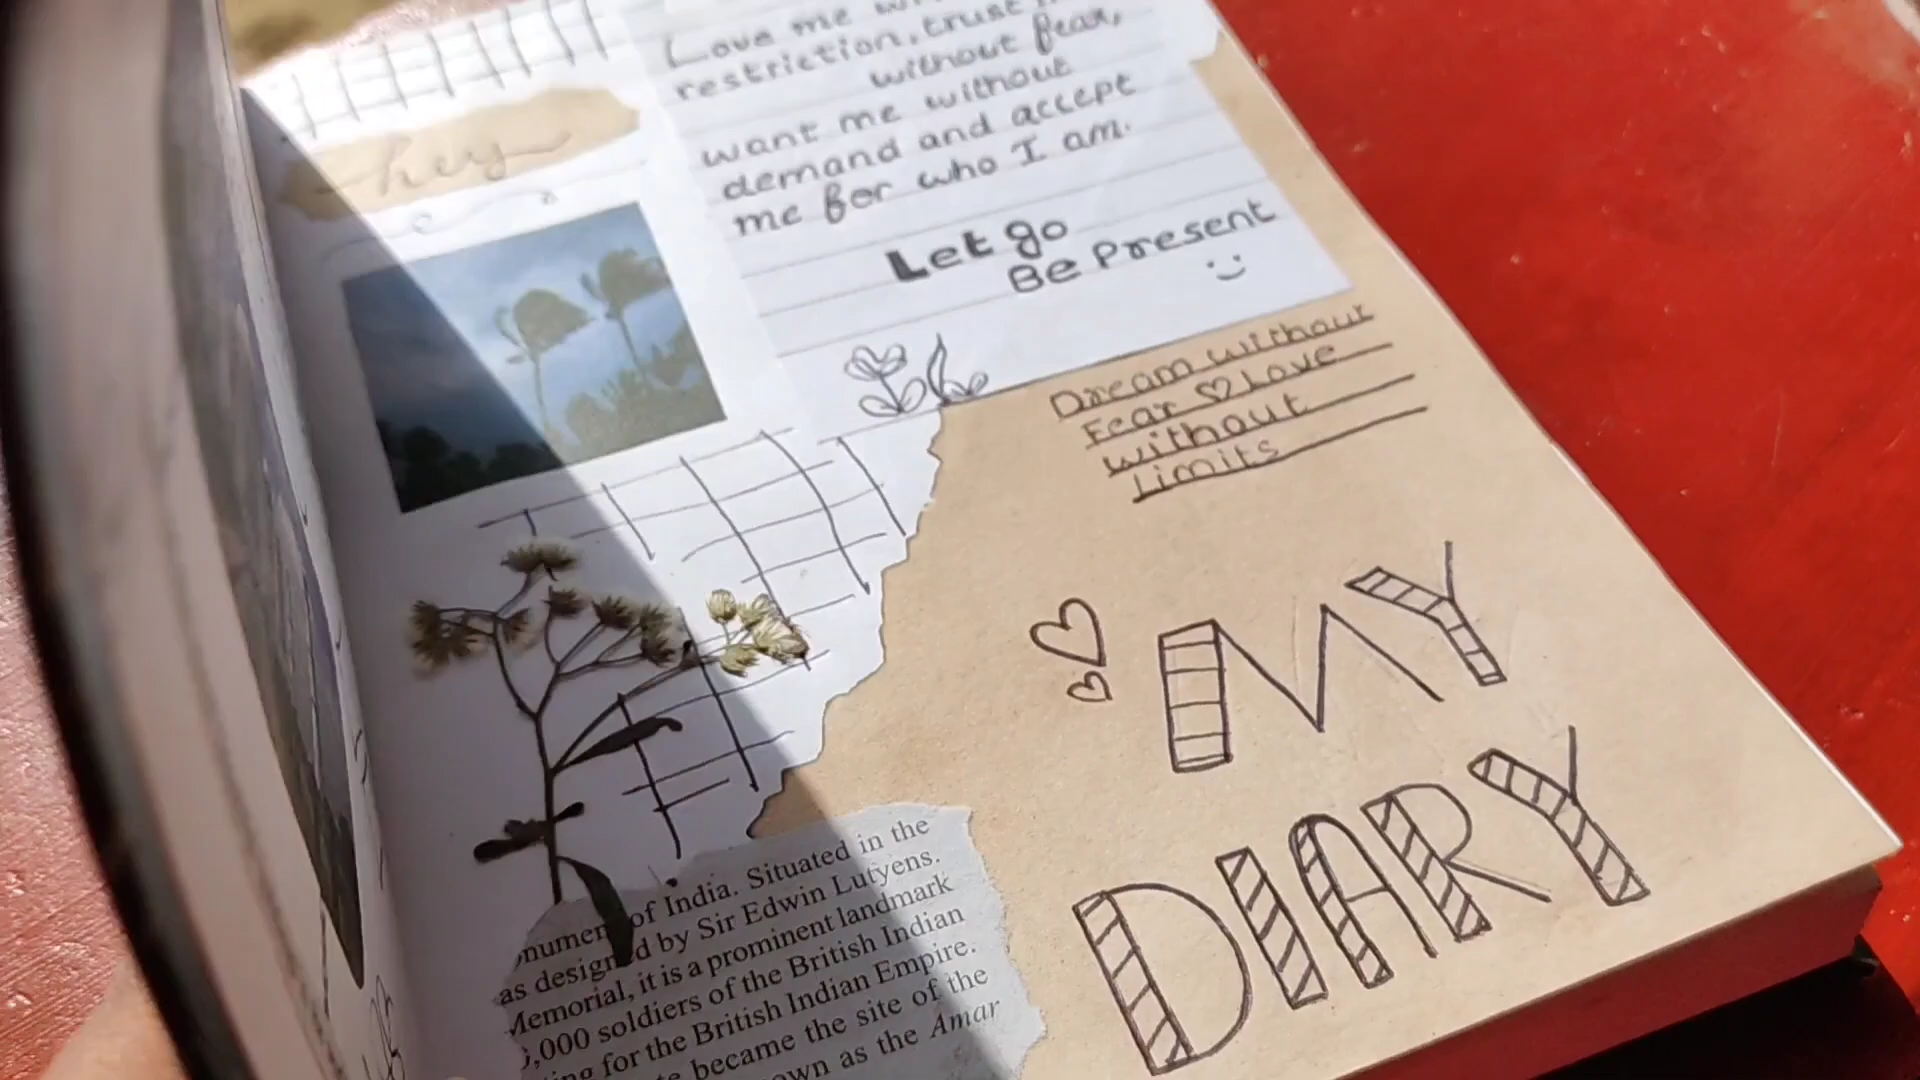 hey
Love me
restriction, trust
without fear,
want me without
demand and accept
me for who I am.
Let go
Be Present
Dream without
Fear ♡ Love
without
Limits
MY
DIARY
of India. Situated in the
as designed by Sir Edwin Lutyens.
Memorial, it is a prominent landmark
,000 soldiers of the British Indian
for the British Indian Empire.
became the site of the
as the Amar